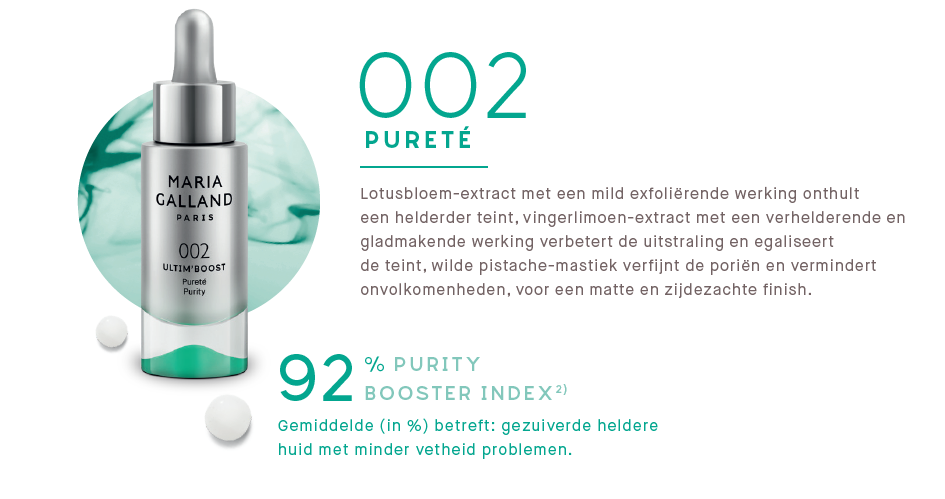 MARIA
GALLAND
PARIS
002
ULTIM'BOOST
Pureté
Purity
002
PURETÉ
Lotusbloem-extract met een mild exfoliërende werking onthult
een helderder teint, vingerlimoen-extract met een verhelderende en
gladmakende werking verbetert de uitstraling en egaliseert
de teint, wilde pistache-mastiek verfijnt de poriën en vermindert
onvolkomenheden, voor een matte en zijdezachte finish.
92 % PURITY
BOOSTER INDEX²⁾
Gemiddelde (in %) betreft: gezuiverde heldere
huid met minder vetheid problemen.